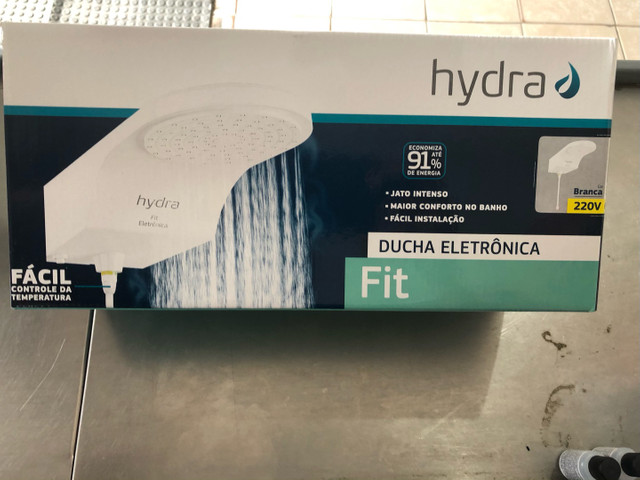 hydra
ECONOMIZA
ATÉ
91%
DE ENERGIA
• JATO INTENSO
• MAIOR CONFORTO NO BANHO
• FÁCIL INSTALAÇÃO
Branca
220V
hydra
Fit
Eletrônica
DUCHA ELETRÔNICA
Fit
FÁCIL
CONTROLE DA
TEMPERATURA